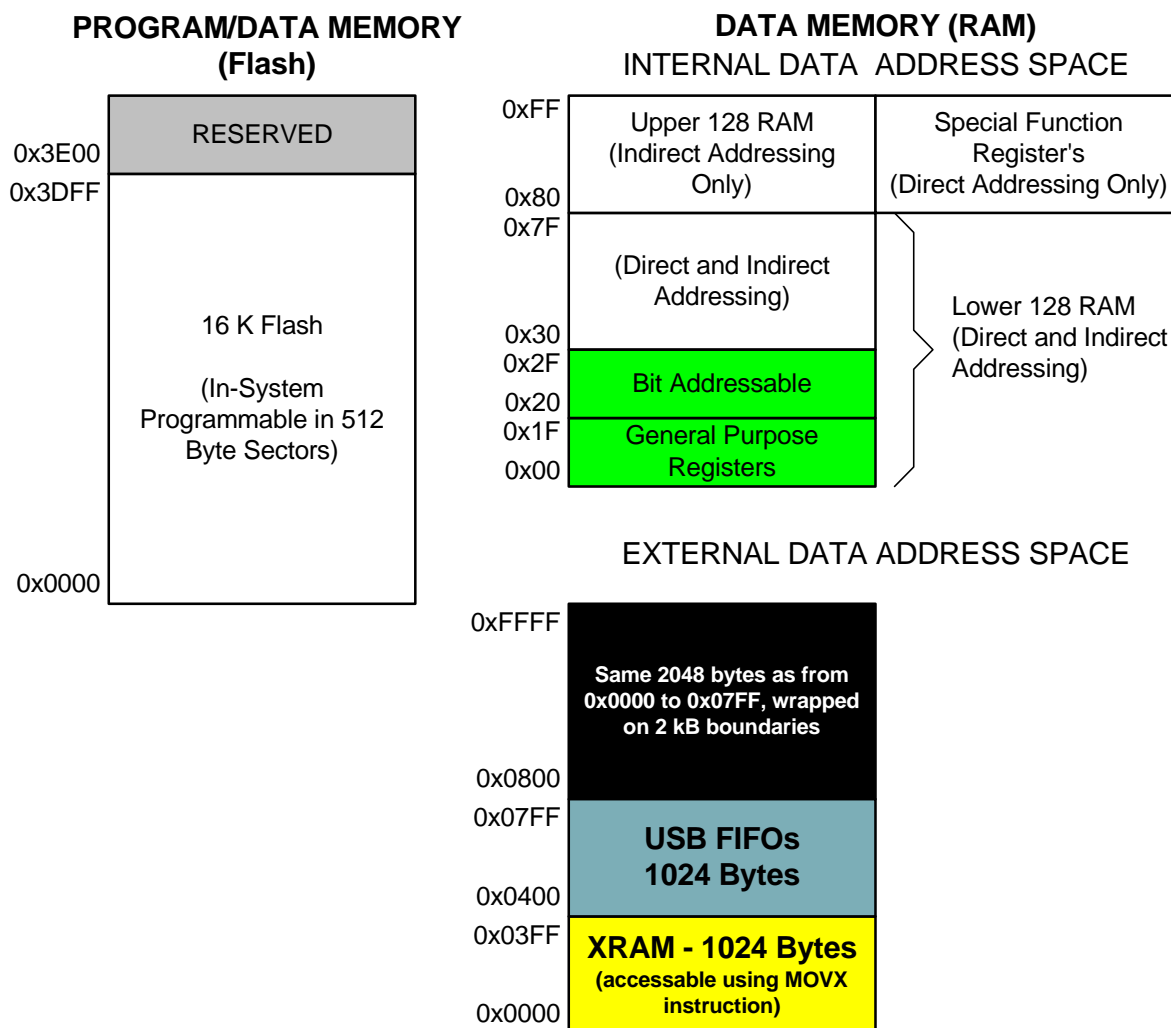 PROGRAM/DATA MEMORY
(Flash)
RESERVED
0x3E00
0x3DFF
16 K Flash
(In-System
Programmable in 512
Byte Sectors)
0x0000
DATA MEMORY (RAM)
INTERNAL DATA ADDRESS SPACE
0xFF
Upper 128 RAM
(Indirect Addressing
Only)
0x80
Special Function
Register's
(Direct Addressing Only)
0x7F
(Direct and Indirect
Addressing)
0x30
0x2F
Bit Addressable
0x20
0x1F
General Purpose
Registers
0x00
Lower 128 RAM
(Direct and Indirect
Addressing)
EXTERNAL DATA ADDRESS SPACE
0xFFFF
Same 2048 bytes as from
0x0000 to 0x07FF, wrapped
on 2 kB boundaries
0x0800
0x07FF
USB FIFOs
1024 Bytes
0x0400
0x03FF
XRAM - 1024 Bytes
(accessable using MOVX
instruction)
0x0000